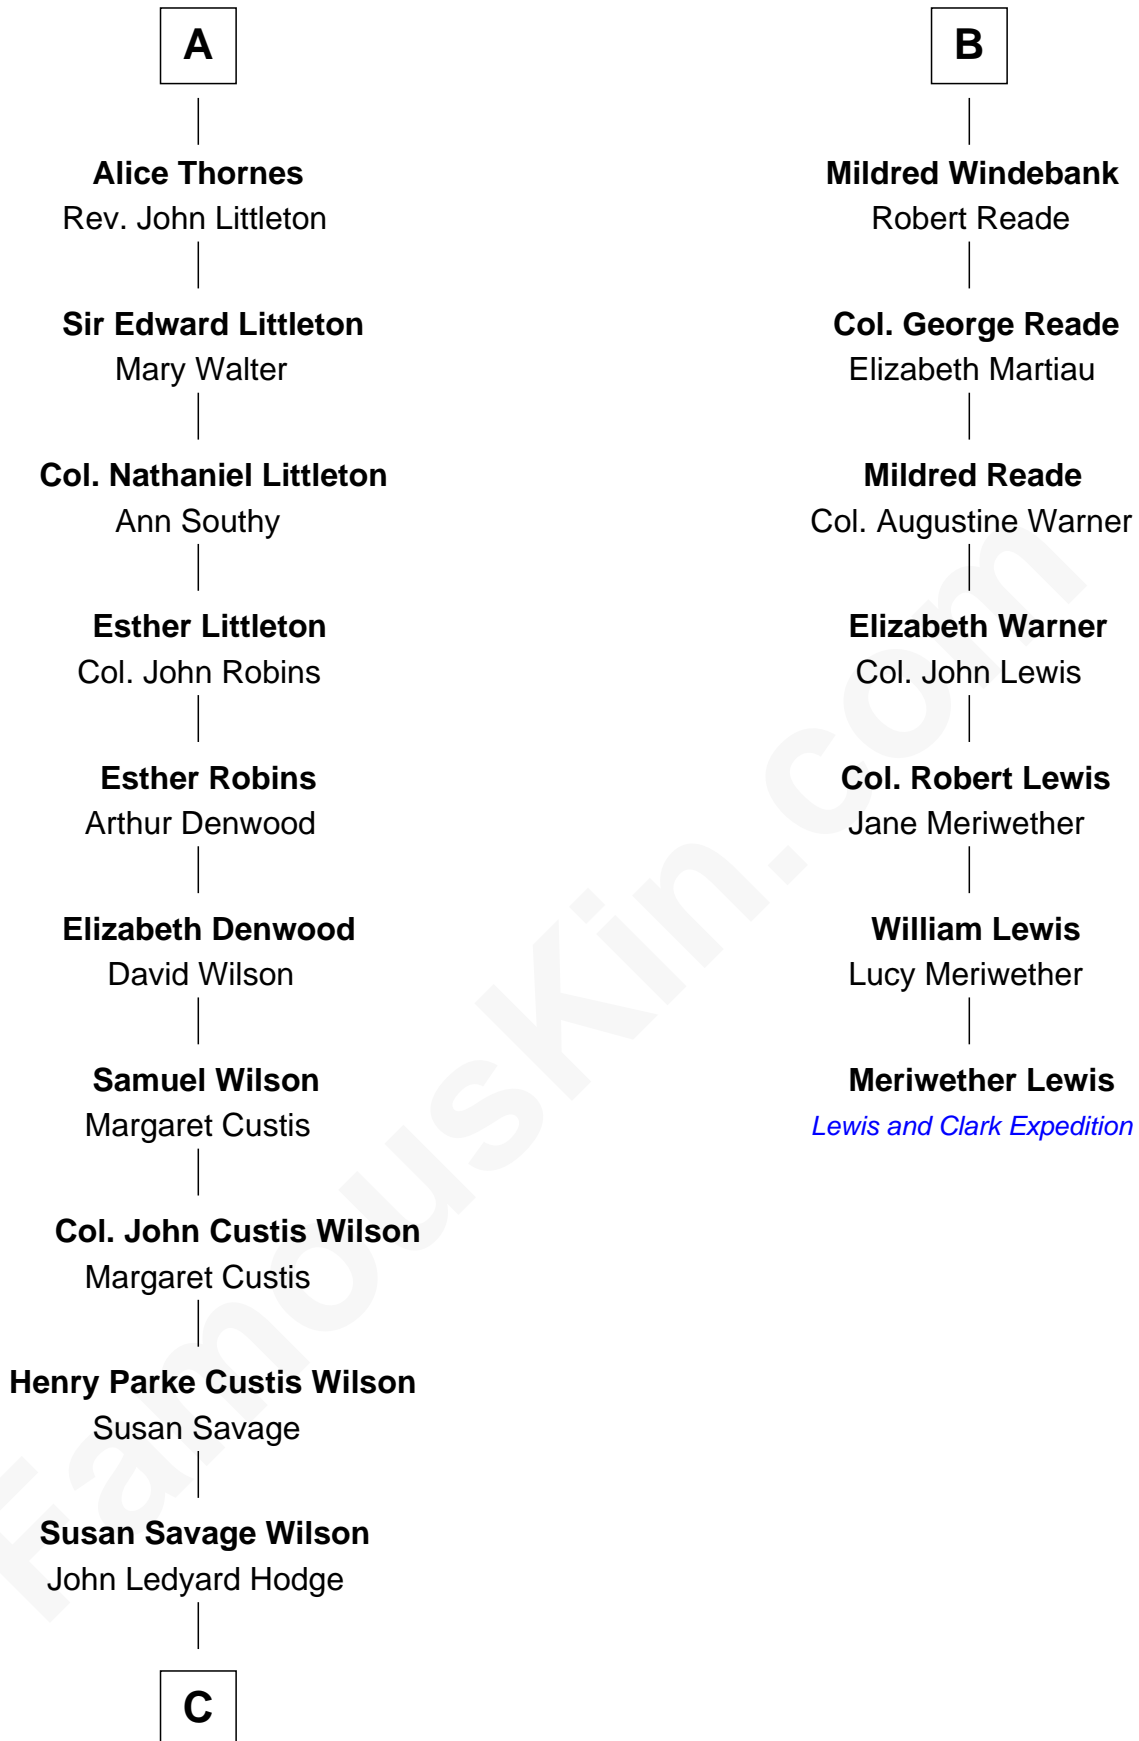 A
Alice Thornes
Rev. John Littleton
Sir Edward Littleton
Mary Walter
Col. Nathaniel Littleton
Ann Southy
Esther Littleton
Col. John Robins
Esther Robins
Arthur Denwood
Elizabeth Denwood
David Wilson
Samuel Wilson
Margaret Custis
Col. John Custis Wilson
Margaret Custis
Henry Parke Custis Wilson
Susan Savage
Susan Savage Wilson
John Ledyard Hodge
C
B
Mildred Windebank
Robert Reade
Col. George Reade
Elizabeth Martiau
Mildred Reade
Col. Augustine Warner
Elizabeth Warner
Col. John Lewis
Col. Robert Lewis
Jane Meriwether
William Lewis
Lucy Meriwether
Meriwether Lewis
Lewis and Clark Expedition
FamousKin.com